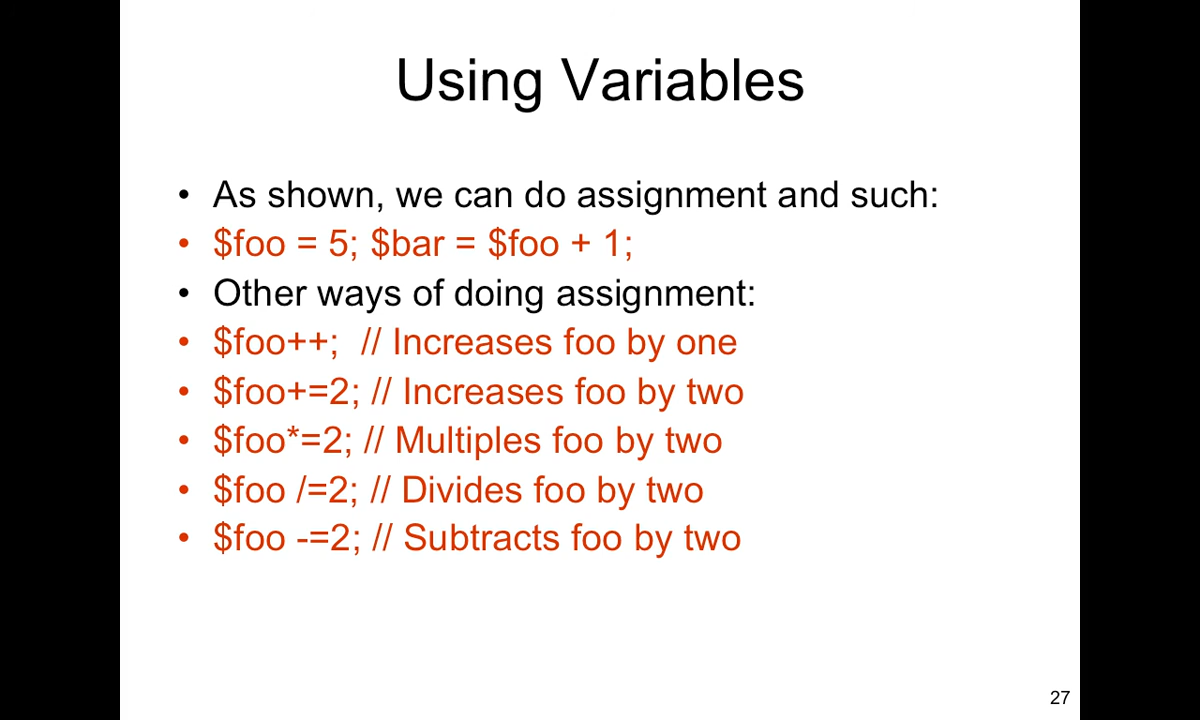 Using Variables
• As shown, we can do assignment and such:
• $foo = 5; $bar = $foo + 1;
• Other ways of doing assignment:
• $foo++;  // Increases foo by one
• $foo+=2; // Increases foo by two
• $foo*=2; // Multiples foo by two
• $foo /=2; // Divides foo by two
• $foo -=2; // Subtracts foo by two
27